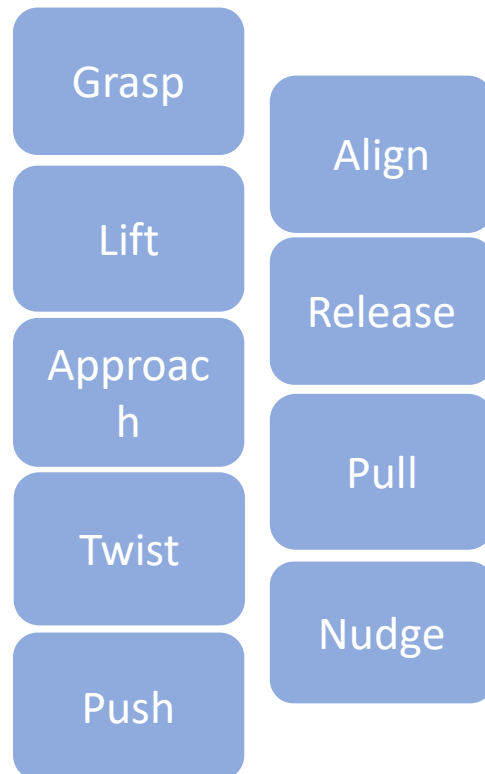 Grasp
Lift
Approac
h
Twist
Push
Align
Release
Pull
Nudge